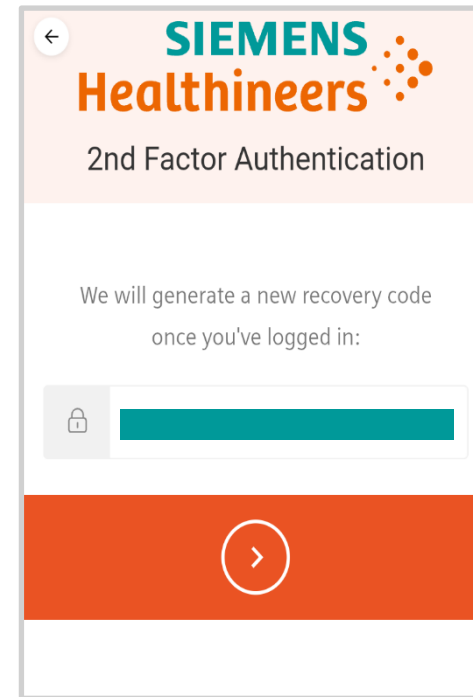 SIEMENS
Healthineers
2nd Factor Authentication
We will generate a new recovery code
once you've logged in: